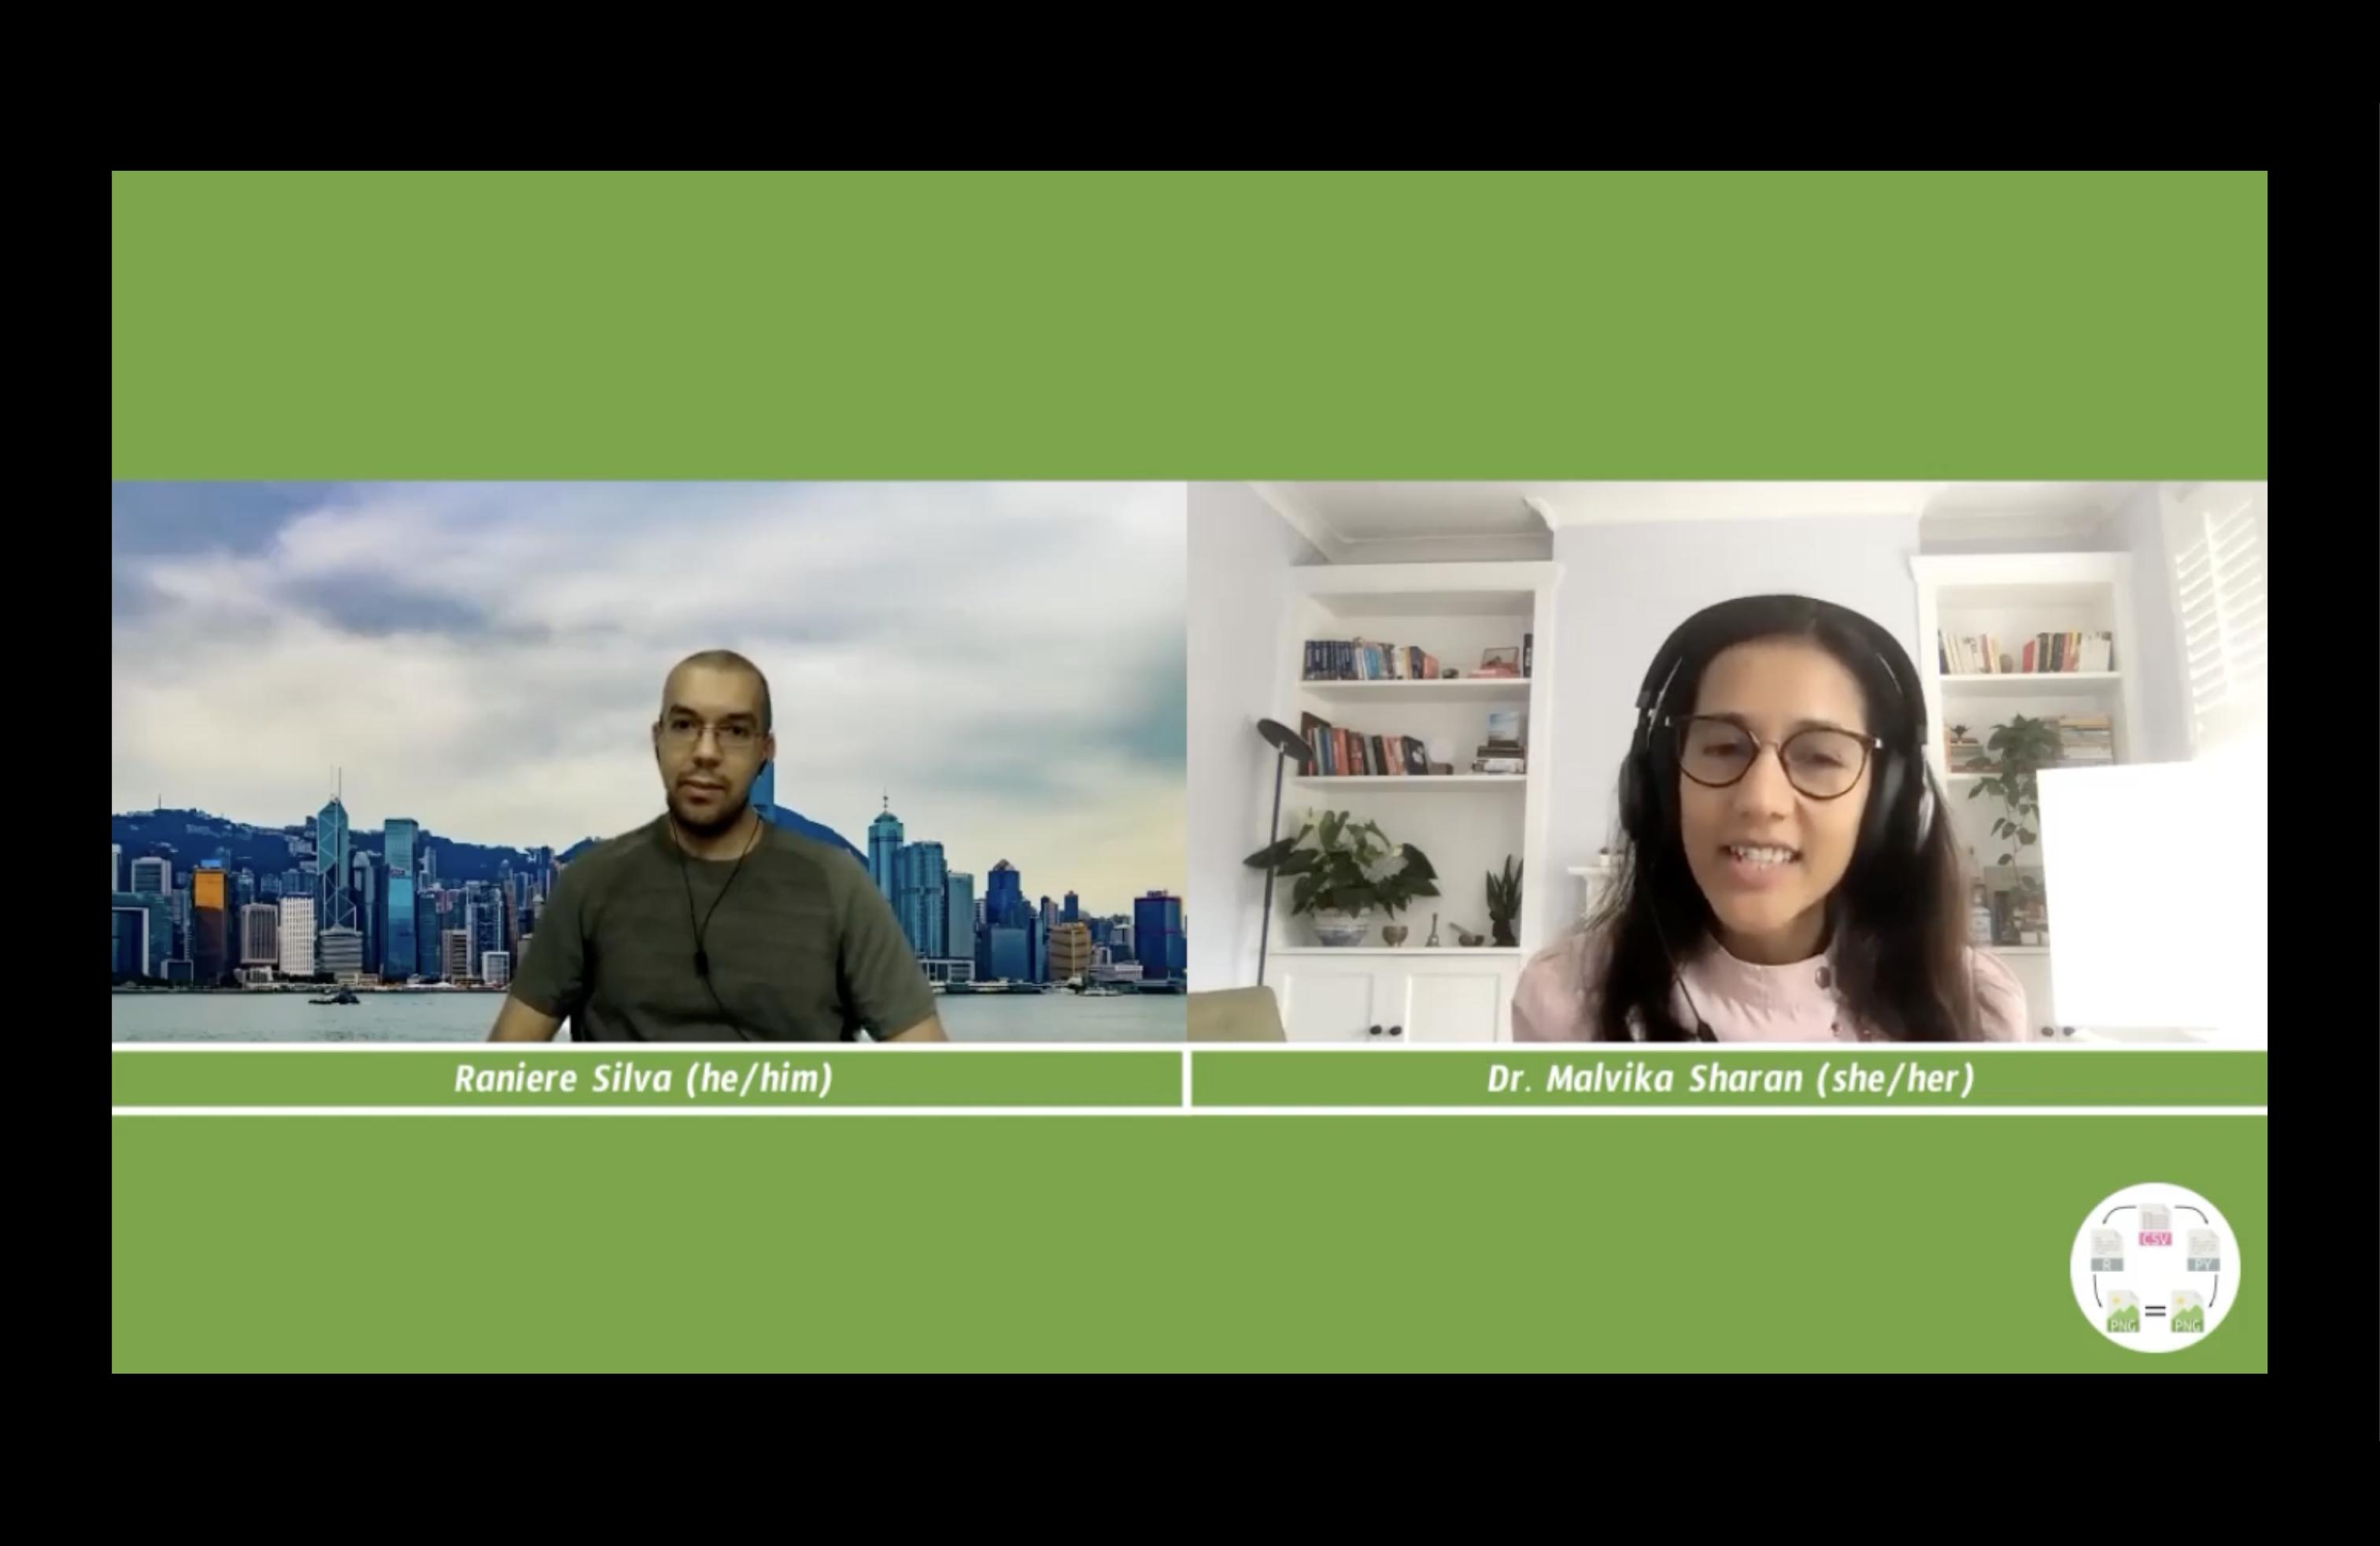 Raniere Silva (he/him)
Dr. Malvika Sharan (she/her)
CSV
R
PY
PNG
=
PNG